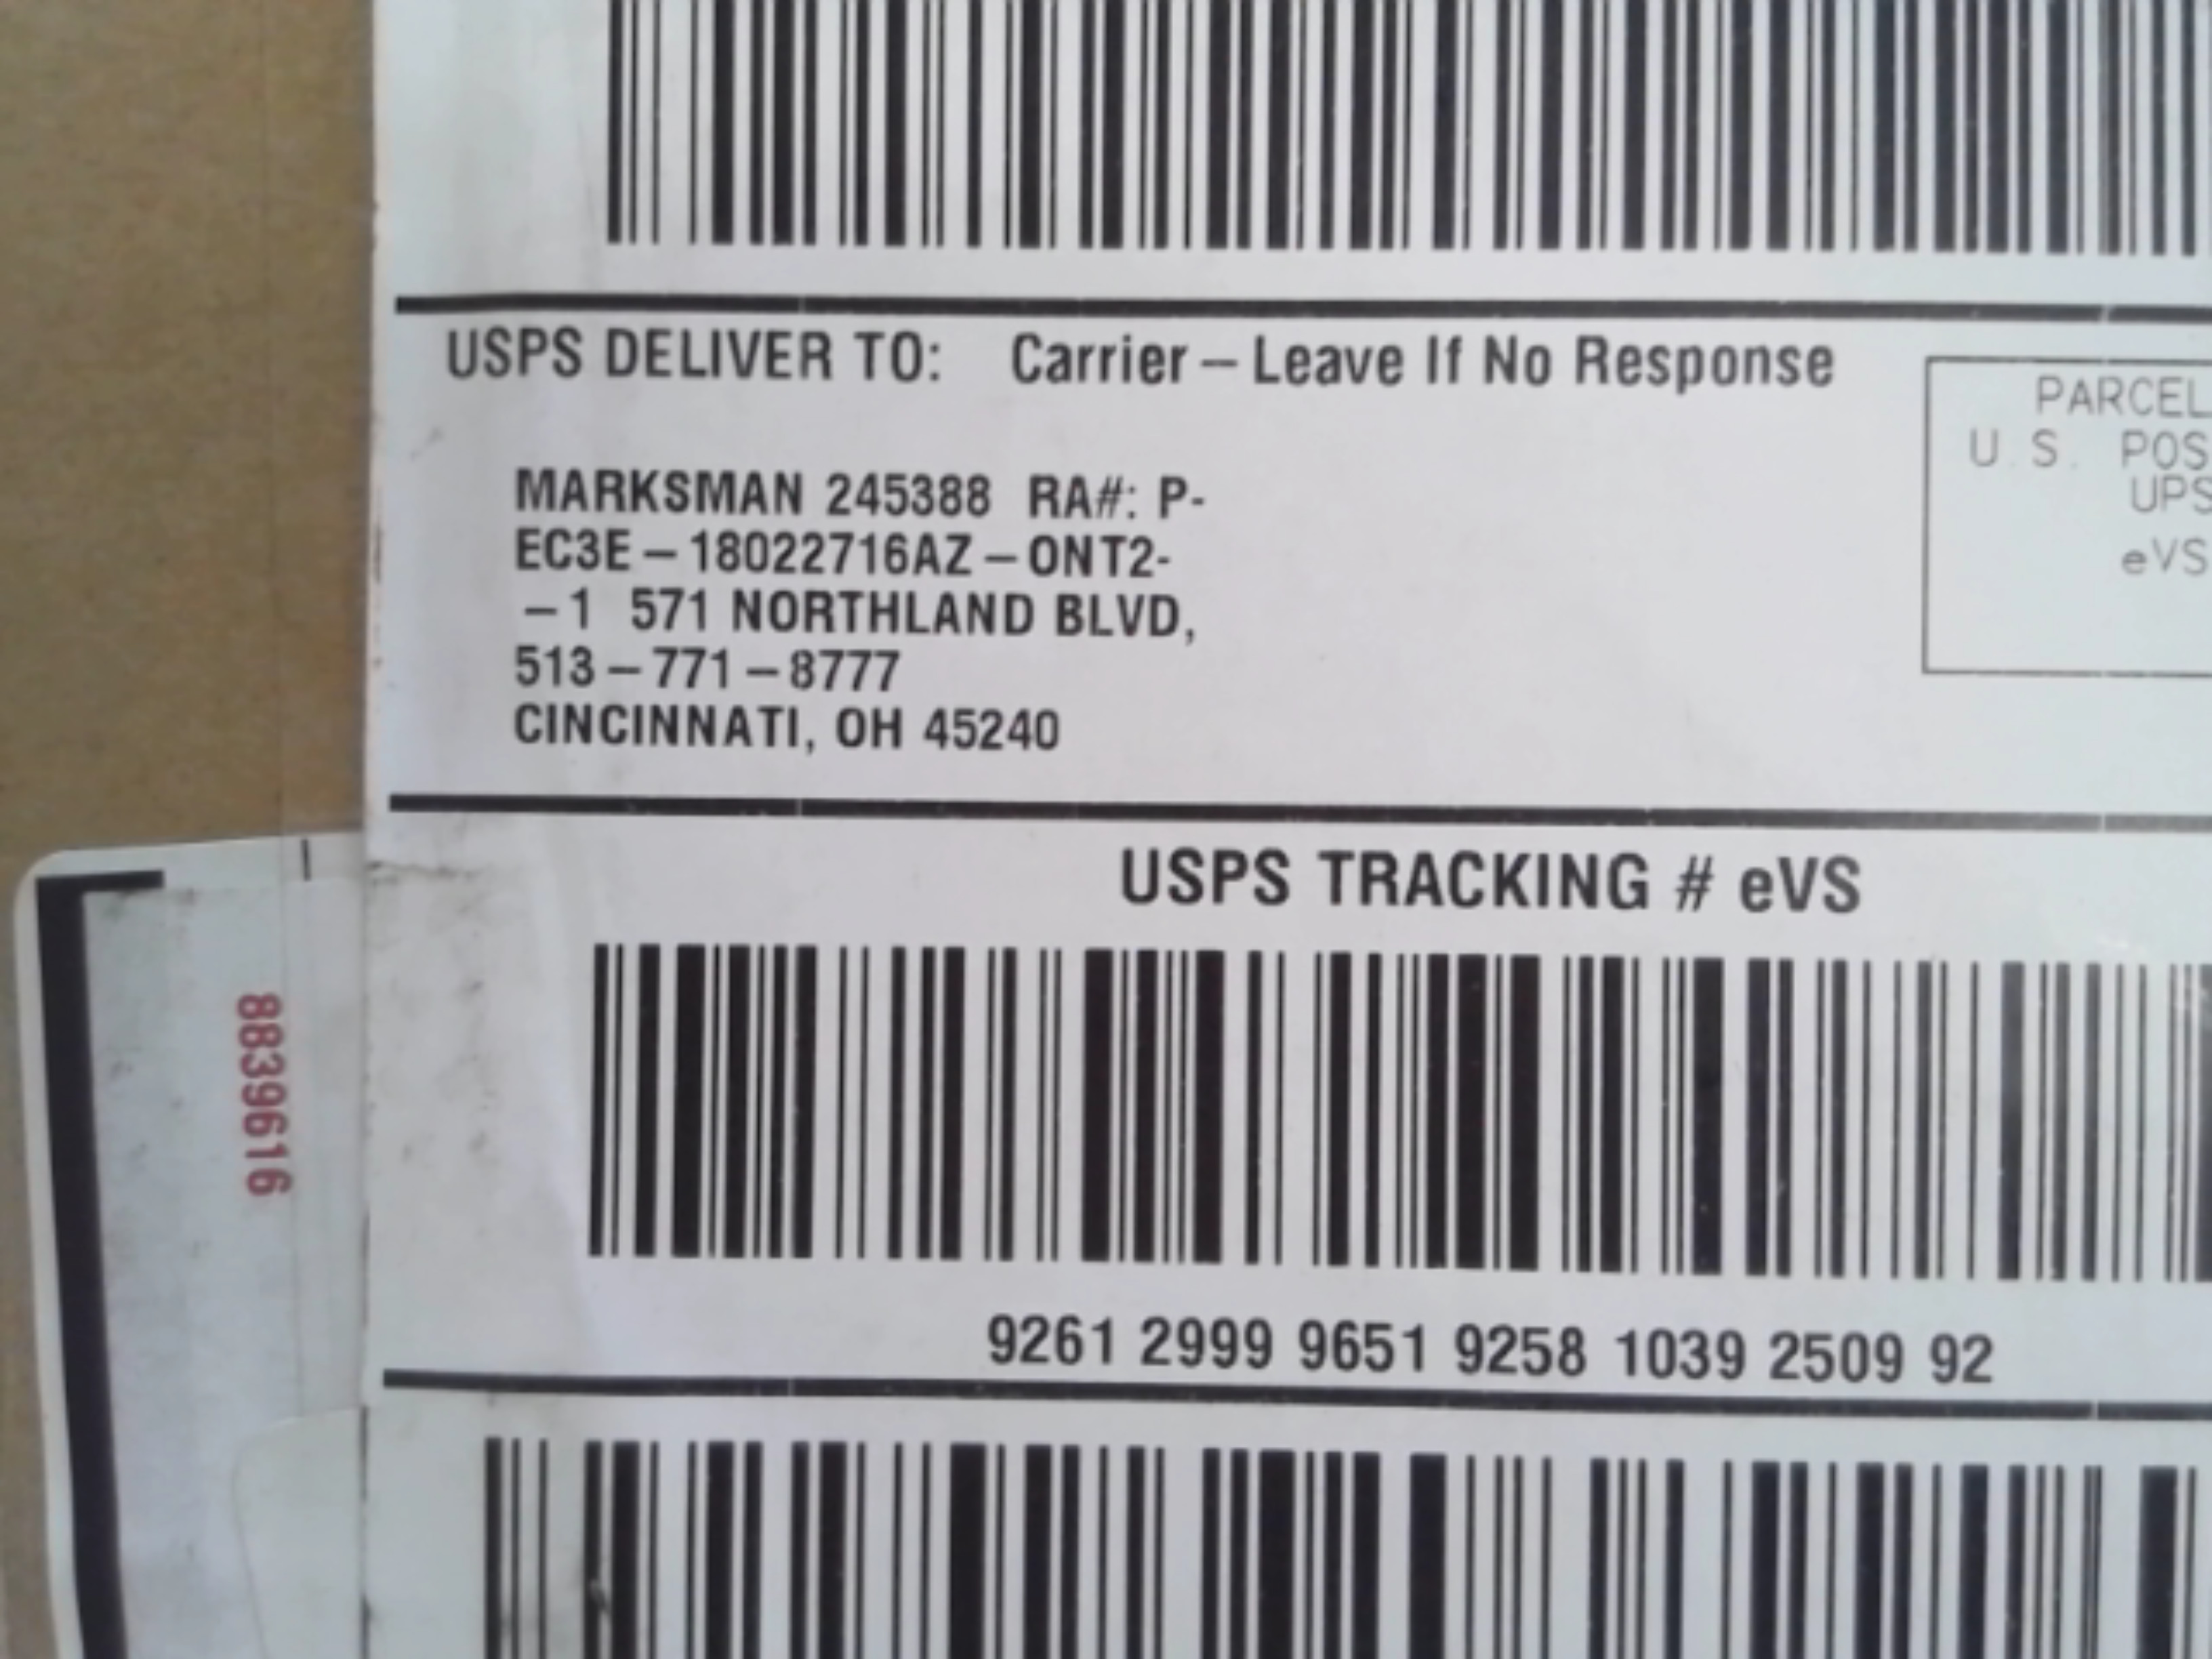 USPS DELIVER TO: Carrier – Leave If No Response
MARKSMAN 245388 RA#: P-
EC3E – 18022716AZ – ONT2-
– 1 571 NORTHLAND BLVD,
513 – 771 – 8777
CINCINNATI, OH 45240
PARCEL
U.S. POS
UPS
eVS
USPS TRACKING # eVS
9261 2999 9651 9258 1039 2509 92
8839616